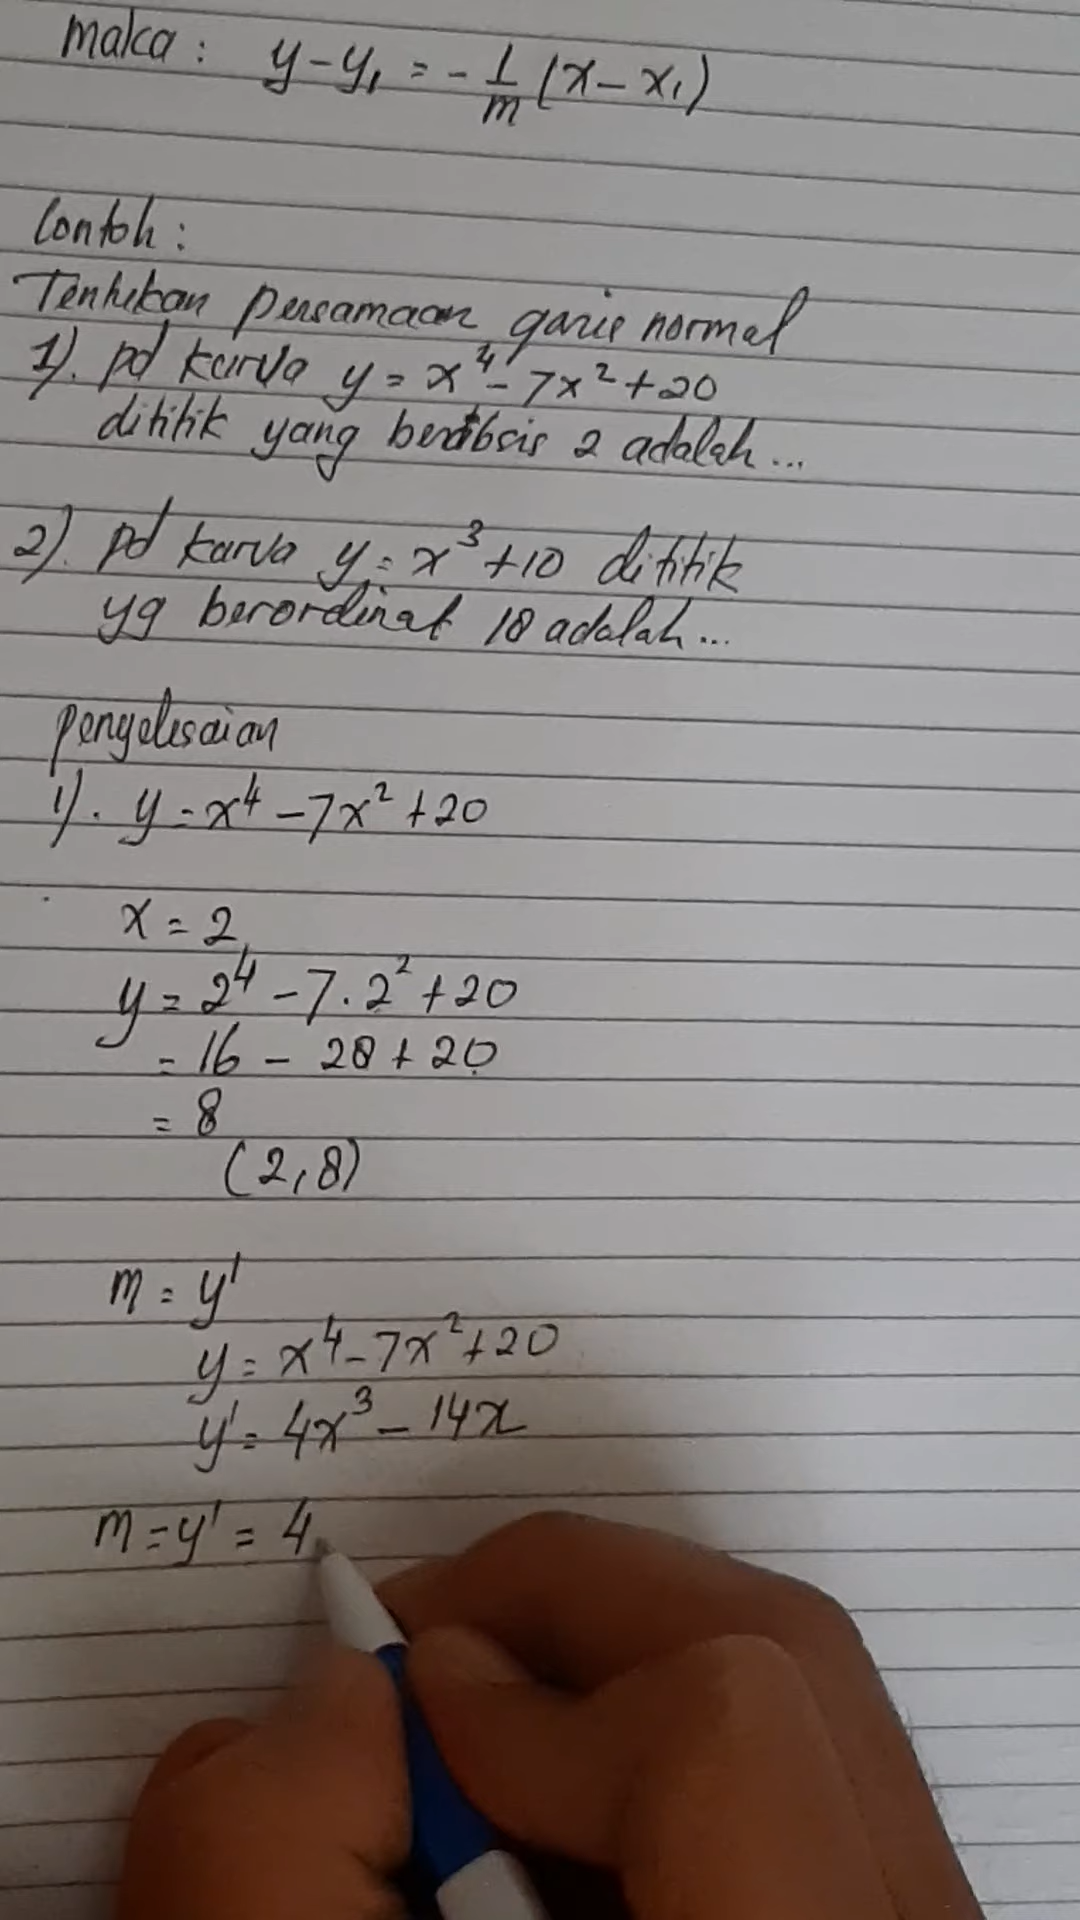 Maka : y - y₁ = - 1/m (x - x₁)
Contoh :
Tentukan persamaan garis normal
1). pd kurva y = x⁴ - 7x² + 20
dititik yang berabsis 2 adalah...
2). pd kurva y = x³ + 10 dititik
yg berordinat 18 adalah...
penyelesaian
1). y = x⁴ - 7x² + 20
x = 2
y = 2⁴ - 7 . 2² + 20
= 16 - 28 + 20
= 8
(2, 8)
m = y'
y = x⁴ - 7x² + 20
y' = 4x³ - 14x
m = y' = 4